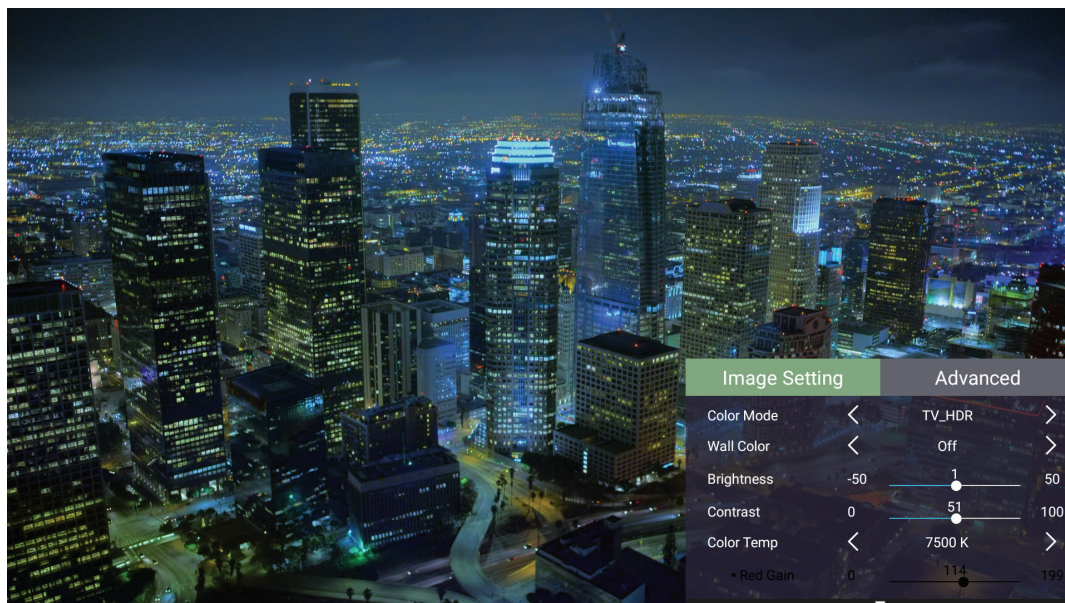 Image Setting Advanced
Color Mode TV_HDR
Wall Color Off
Brightness -50 1 50
Contrast 0 51 100
Color Temp 7500 K
• Red Gain 0 114 199